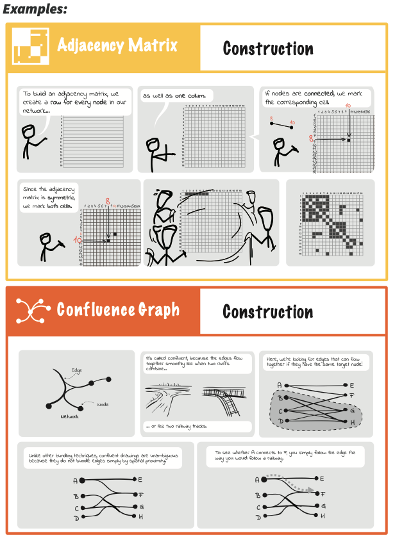 Examples:
Adjacency Matrix
Construction
To build an adjacency matrix, we
create a row for every node in our
network...
as well as one column.
If nodes are connected, we mark
the corresponding cell.
Since the adjacency
matrix is symmetric,
we mark both cells.
Confluence Graph
Construction
Edge
Node
Network
It's called confluent, because the edges flow
together smoothly like when two rivers
... or like two railway tracks.
Here, we're looking for edges that can flow
together if they have the same target node.
A
E
B
F
C
G
D
H
Unlike other bundling techniques, confluent drawings are unambiguous
because they do not bundle edges simply by spatial proximity.
A
E
B
F
C
G
D
H
To see whether A connects to F, you simply follow the edge the
way you would follow a railway.
A
E
B
F
C
G
D
H